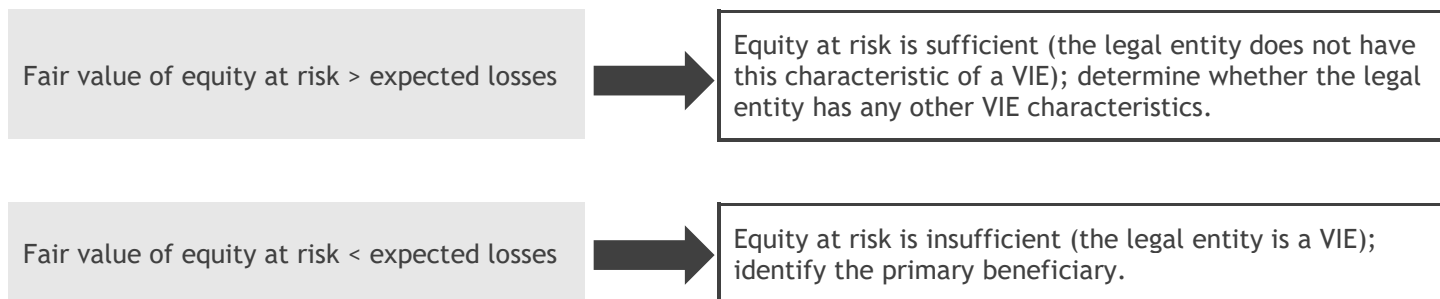 Fair value of equity at risk > expected losses
Equity at risk is sufficient (the legal entity does not have
this characteristic of a VIE); determine whether the legal
entity has any other VIE characteristics.
Fair value of equity at risk < expected losses
Equity at risk is insufficient (the legal entity is a VIE);
identify the primary beneficiary.